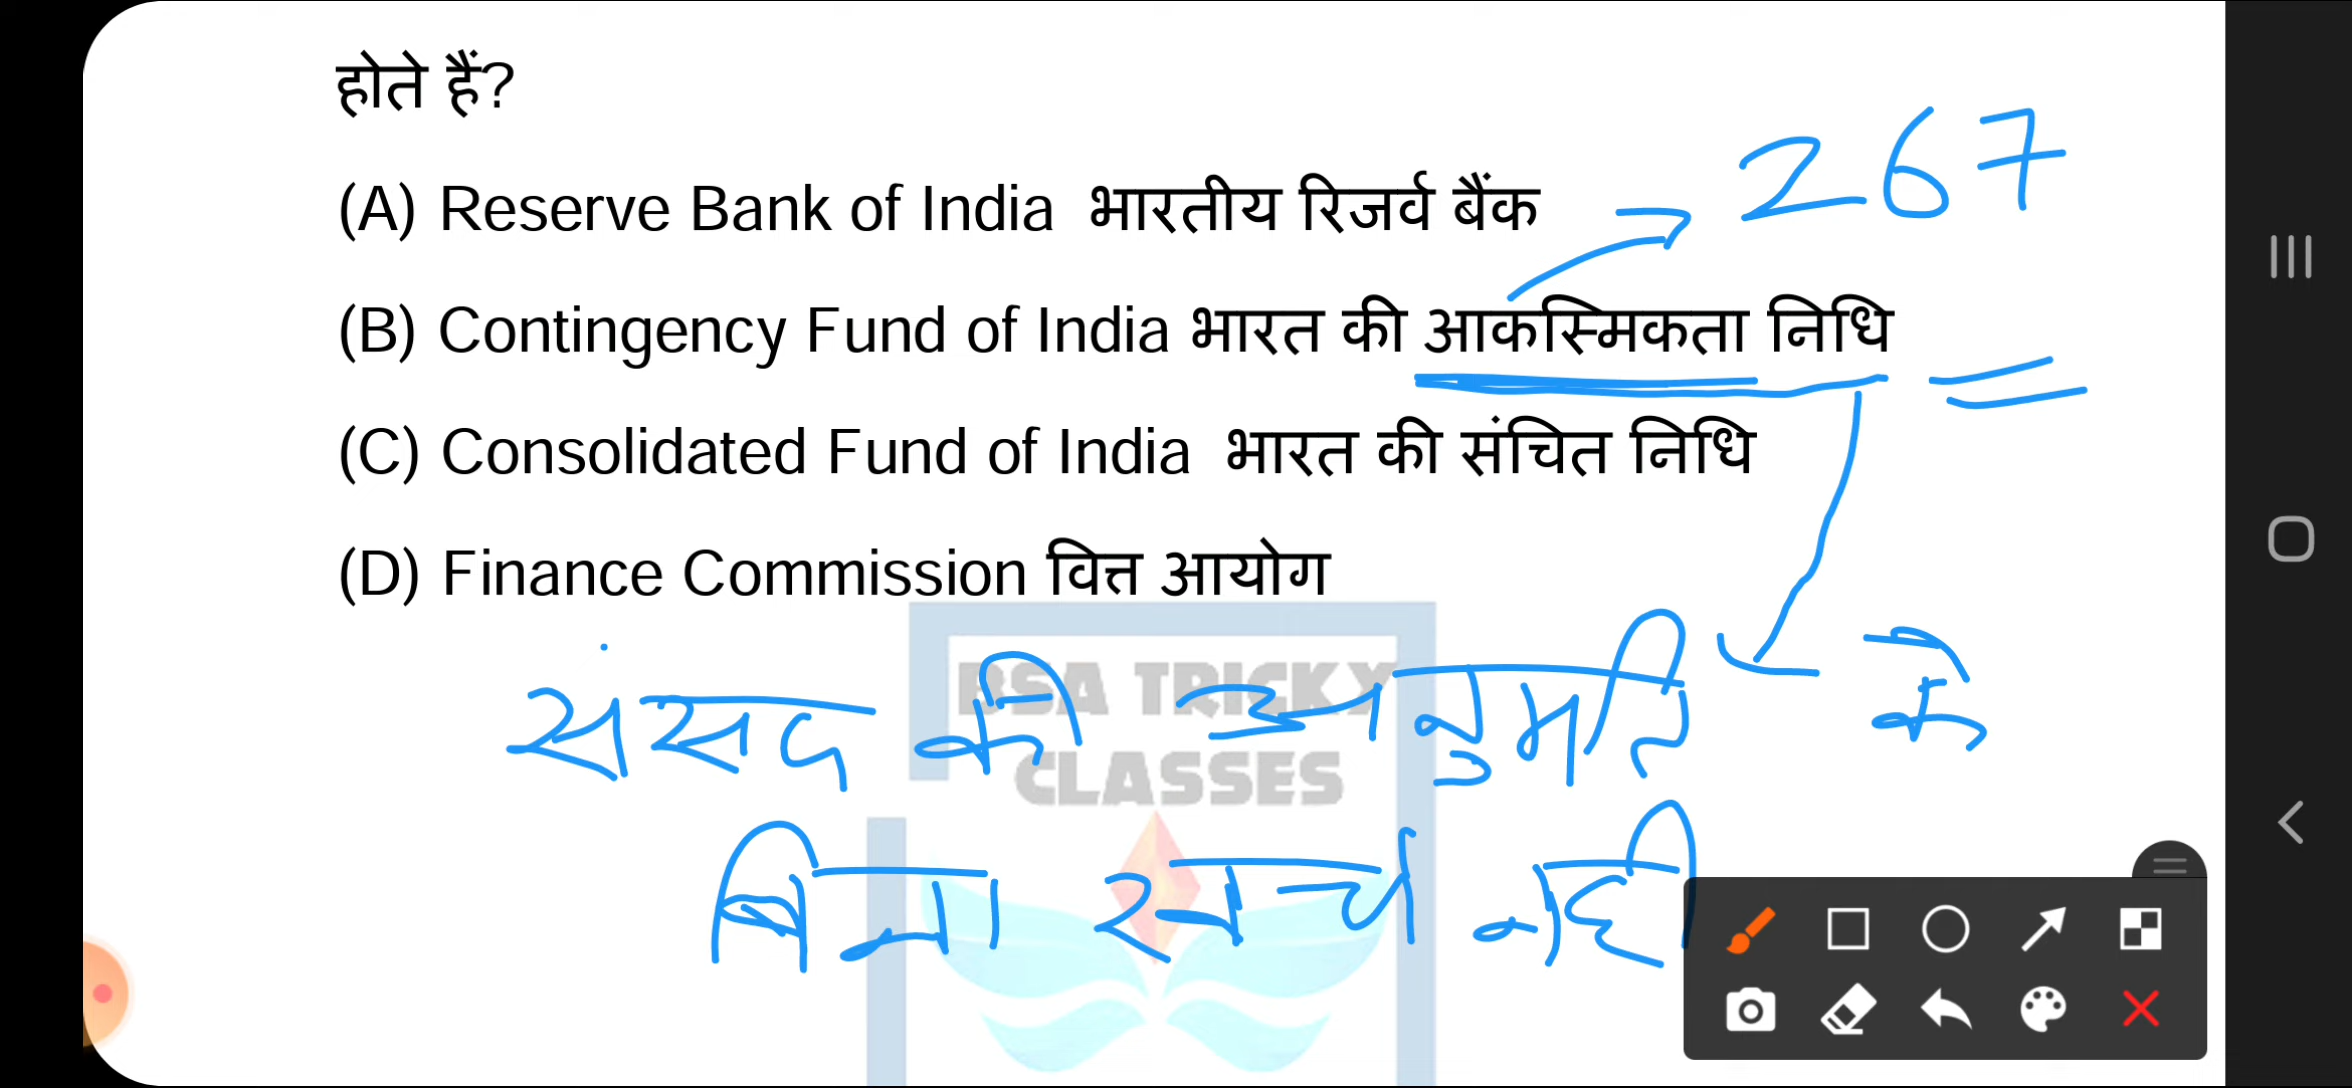 होते हैं?
(A) Reserve Bank of India भारतीय रिजर्व बैंक
267
(B) Contingency Fund of India भारत की आकस्मिकता निधि
(C) Consolidated Fund of India भारत की संचित निधि
(D) Finance Commission वित्त आयोग
संसद की अनुमति के
बिना खर्च नही
BSA TRICKY
CLASSES